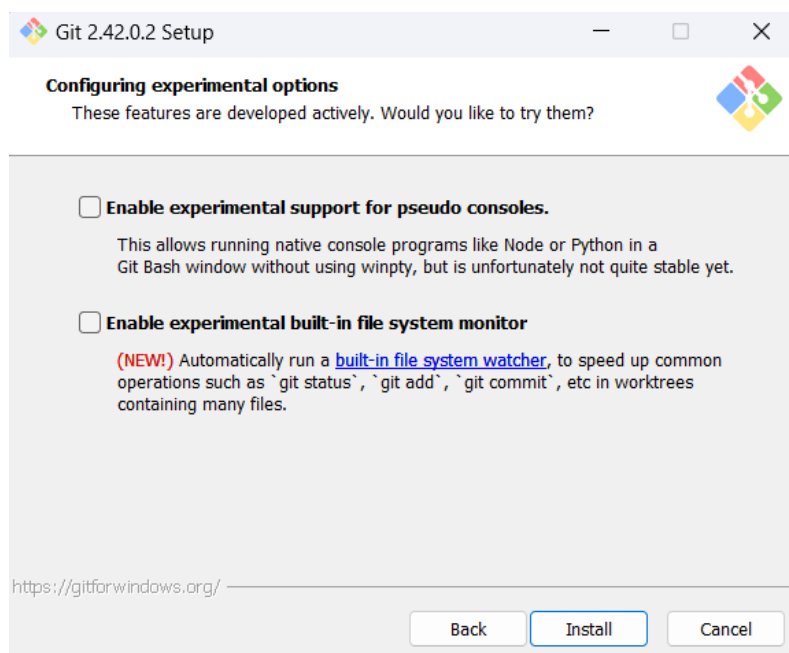 Git 2.42.0.2 Setup
Configuring experimental options
These features are developed actively. Would you like to try them?
Enable experimental support for pseudo consoles.
This allows running native console programs like Node or Python in a
Git Bash window without using winpty, but is unfortunately not quite stable yet.
Enable experimental built-in file system monitor
(NEW!) Automatically run a built-in file system watcher, to speed up common
operations such as `git status`, `git add`, `git commit`, etc in worktrees
containing many files.
https://gitforwindows.org/
Back Install Cancel